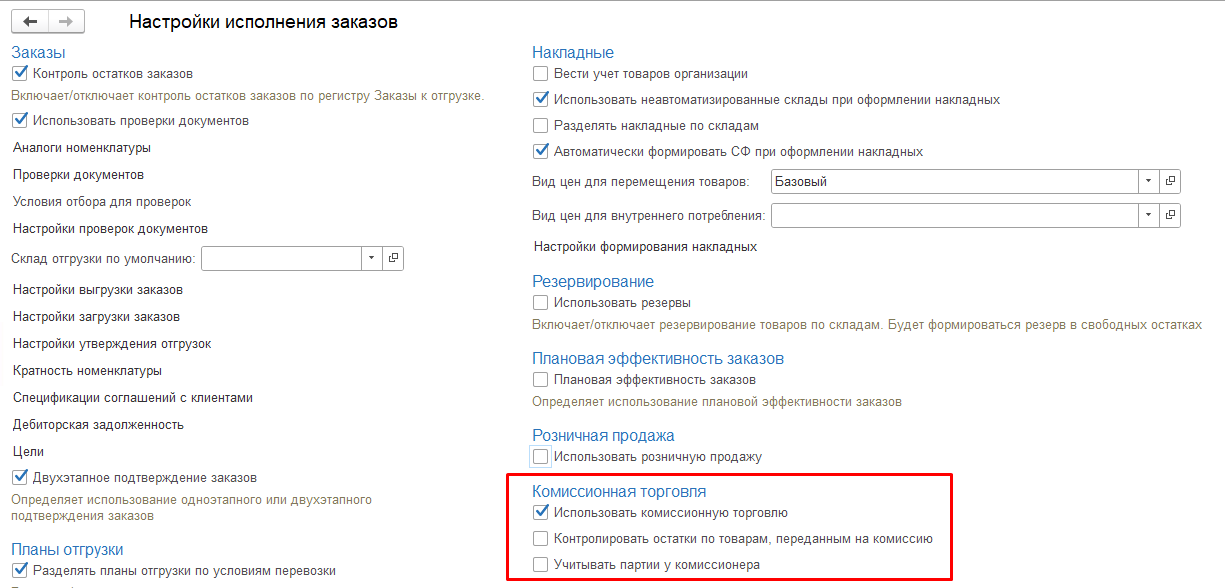 Настройки исполнения заказов
Заказы
Контроль остатков заказов
Включает/отключает контроль остатков заказов по регистру Заказы к отгрузке.
Использовать проверки документов
Аналоги номенклатуры
Проверки документов
Условия отбора для проверок
Настройки проверок документов
Склад отгрузки по умолчанию:
Настройки выгрузки заказов
Настройки загрузки заказов
Настройки утверждения отгрузок
Кратность номенклатуры
Спецификации соглашений с клиентами
Дебиторская задолженность
Цели
Двухэтапное подтверждение заказов
Определяет использование одноэтапного или двухэтапного
подтверждения заказов
Планы отгрузки
Разделять планы отгрузки по условиям перевозки
Накладные
Вести учет товаров организации
Использовать неавтоматизированные склады при оформлении накладных
Разделять накладные по складам
Автоматически формировать СФ при оформлении накладных
Вид цен для перемещения товаров: Базовый
Вид цен для внутреннего потребления:
Настройки формирования накладных
Резервирование
Использовать резервы
Включает/отключает резервирование товаров по складам. Будет формироваться резерв в свободных остатках
Плановая эффективность заказов
Плановая эффективность заказов
Определяет использование плановой эффективности заказов
Розничная продажа
Использовать розничную продажу
Комиссионная торговля
Использовать комиссионную торговлю
Контролировать остатки по товарам, переданным на комиссию
Учитывать партии у комиссионера